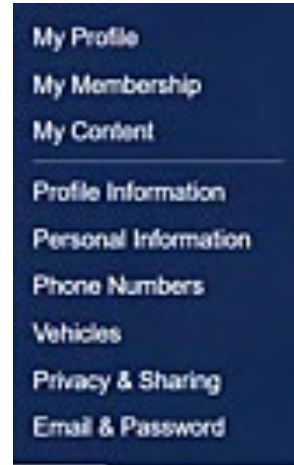 My Profile
My Membership
My Content
Profile Information
Personal Information
Phone Numbers
Vehicles
Privacy & Sharing
Email & Password